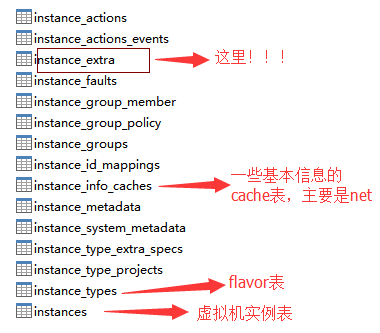 instance_actions
instance_actions_events
instance_extra
这里！！！
instance_faults
instance_group_member
instance_group_policy
instance_groups
instance_id_mappings
一些基本信息的
instance_info_caches
cache表，主要是net
instance_metadata
instance_system_metadata
instance_type_extra_specs
instance_type_projects
instance_types
flavor表
instances
虚拟机实例表